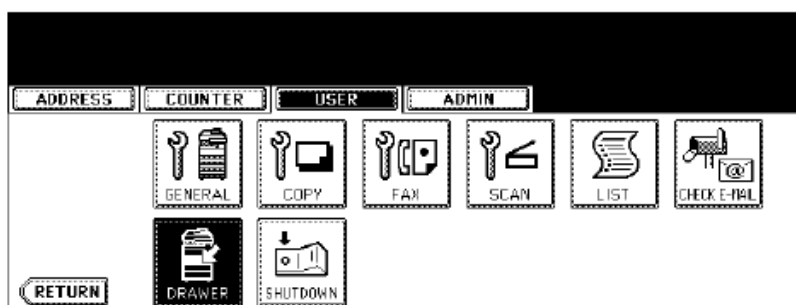 ADDRESS COUNTER USER ADMIN
GENERAL COPY FAX SCAN LIST CHECK E-MAIL
RETURN DRAWER SHUTDOWN